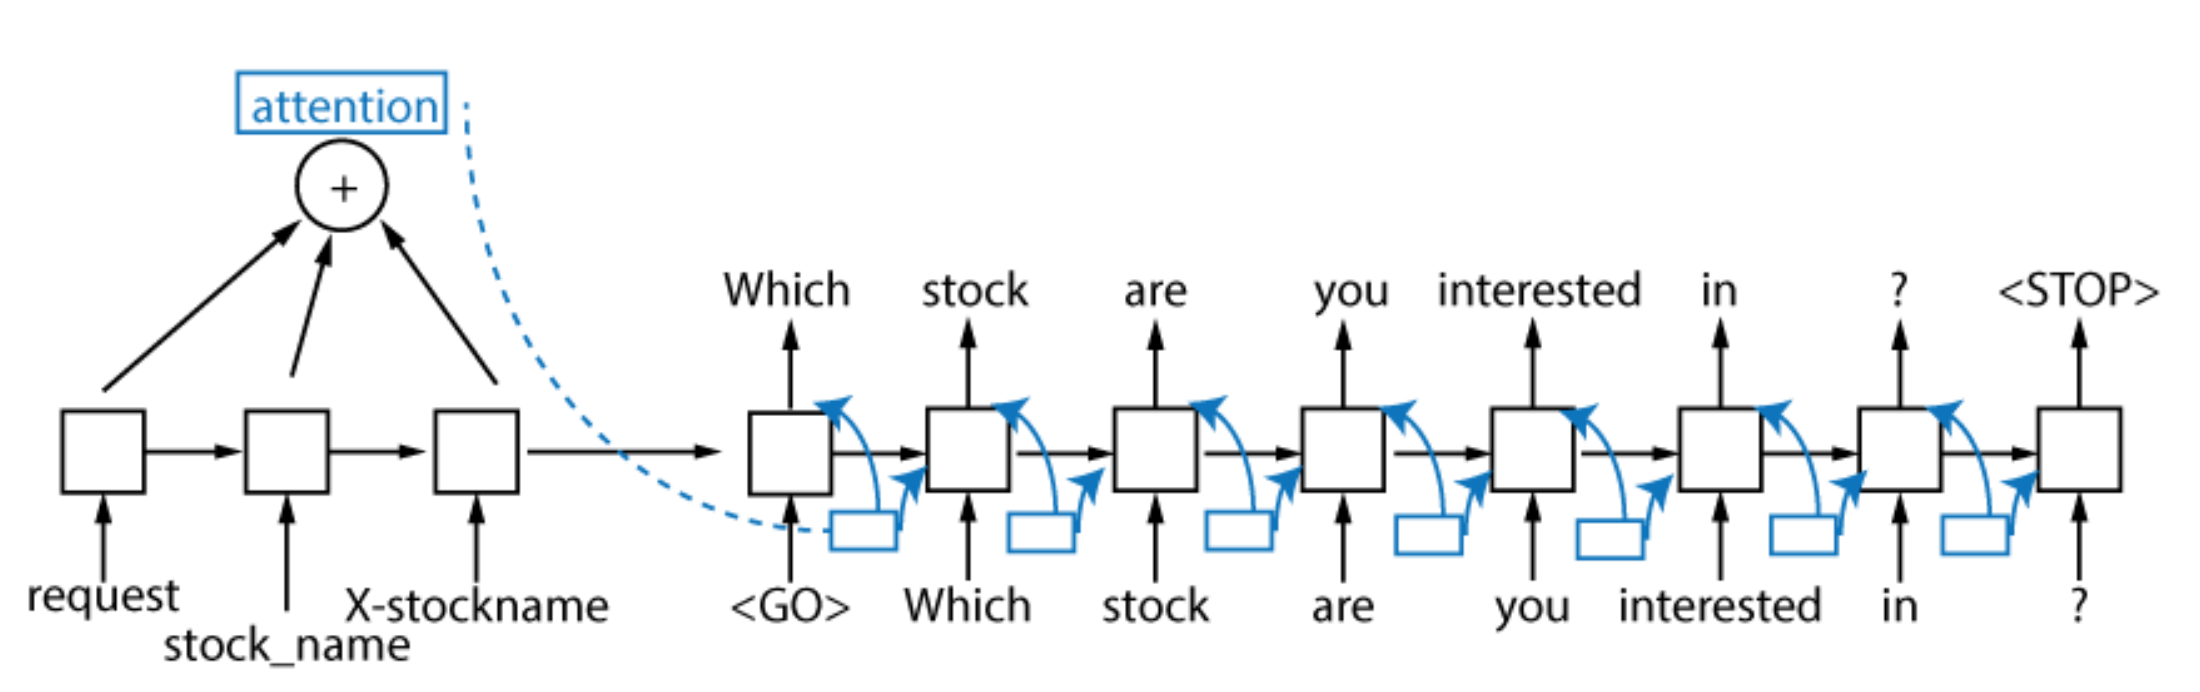 attention
+
Which stock are you interested in ? <STOP>
request stock_name X-stockname <GO> Which stock are you interested in ?